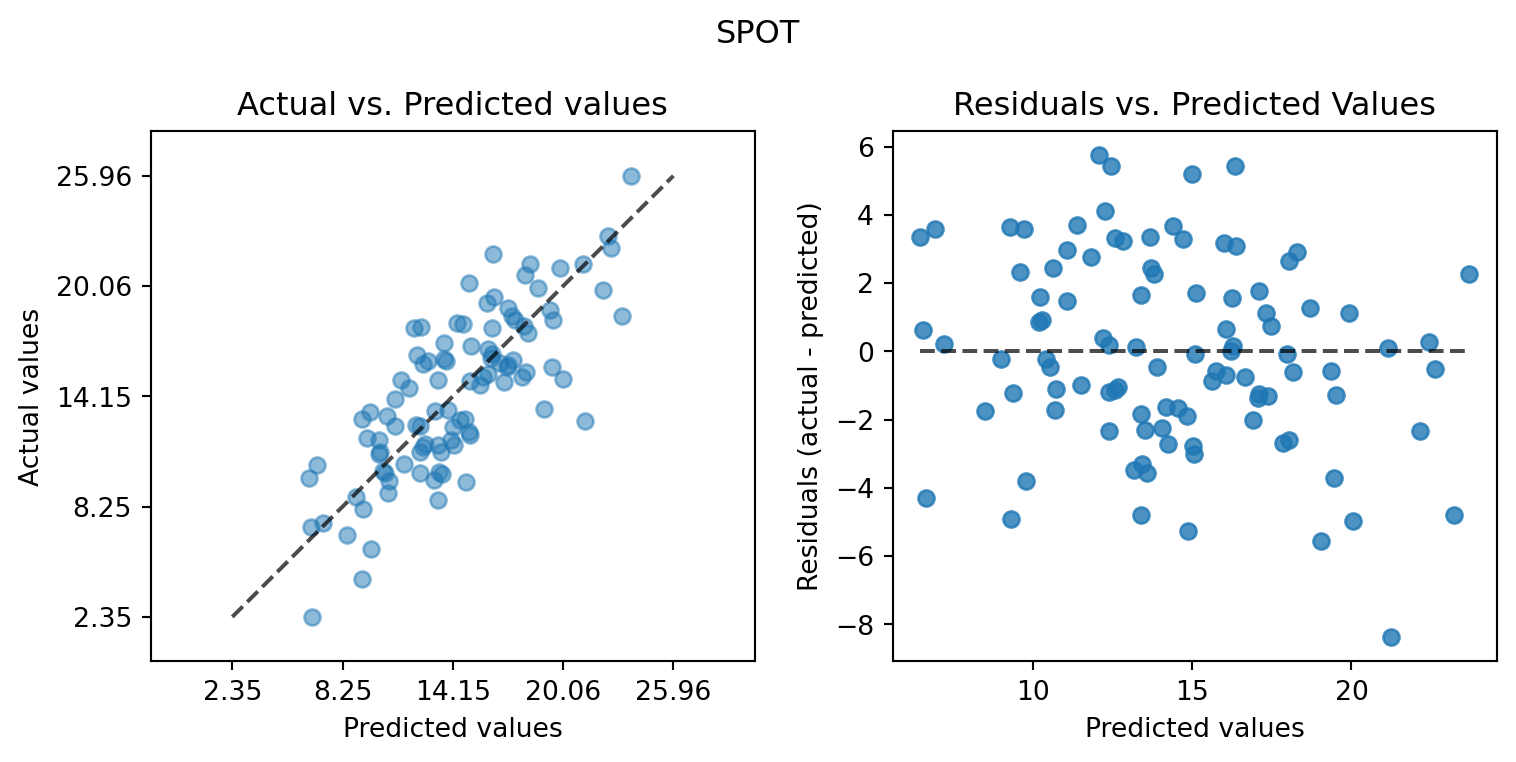 SPOT
Actual vs. Predicted values
Actual values
25.96
20.06
14.15
8.25
2.35
2.35 8.25 14.15 20.06 25.96
Predicted values
Residuals vs. Predicted Values
Residuals (actual - predicted)
6
4
2
0
−2
−4
−6
−8
10 15 20
Predicted values